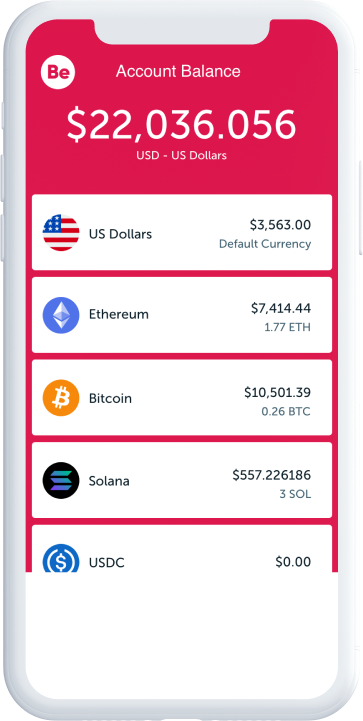 Be
Account Balance
$22,036.056
USD - US Dollars
US Dollars
$3,563.00
Default Currency
Ethereum
$7,414.44
1.77 ETH
Bitcoin
$10,501.39
0.26 BTC
Solana
$557.226186
3 SOL
USDC
$0.00